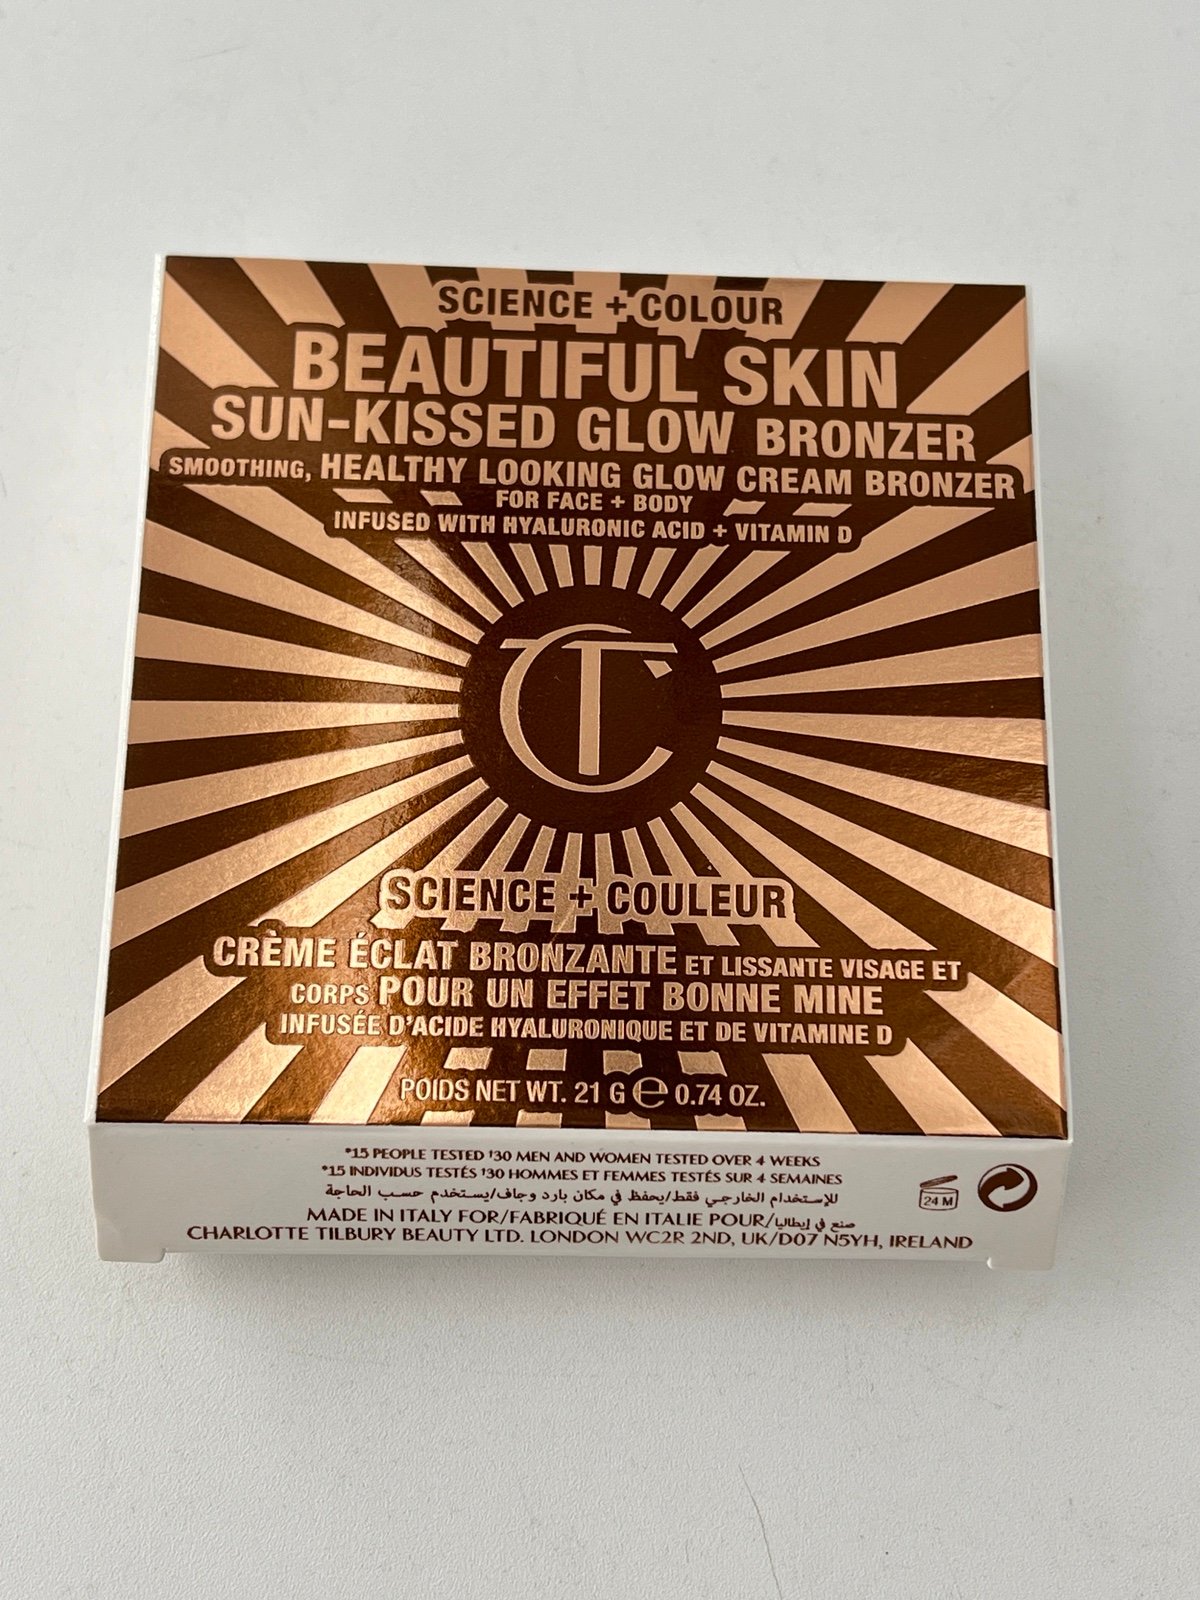 SCIENCE + COLOUR
BEAUTIFUL SKIN
SUN-KISSED GLOW BRONZER
SMOOTHING, HEALTHY LOOKING GLOW CREAM BRONZER
FOR FACE + BODY
INFUSED WITH HYALURONIC ACID + VITAMIN D
CT
SCIENCE + COULEUR
CRÈME ÉCLAT BRONZANTE ET LISSANTE VISAGE ET
CORPS POUR UN EFFET BONNE MINE
INFUSÉE D'ACIDE HYALURONIQUE ET DE VITAMINE D
POIDS NET WT. 21 G ℮ 0.74 OZ.
*15 PEOPLE TESTED †30 MEN AND WOMEN TESTED OVER 4 WEEKS
*15 INDIVIDUS TESTÉS †30 HOMMES ET FEMMES TESTÉS SUR 4 SEMAINES
للإستخدام الخارجي فقط/يحفظ في مكان بارد وجاف/يستخدم حسب الحاجة
24 M
MADE IN ITALY FOR/FABRIQUÉ EN ITALIE POUR/صنع في إيطاليا
CHARLOTTE TILBURY BEAUTY LTD. LONDON WC2R 2ND, UK/D07 N5YH, IRELAND